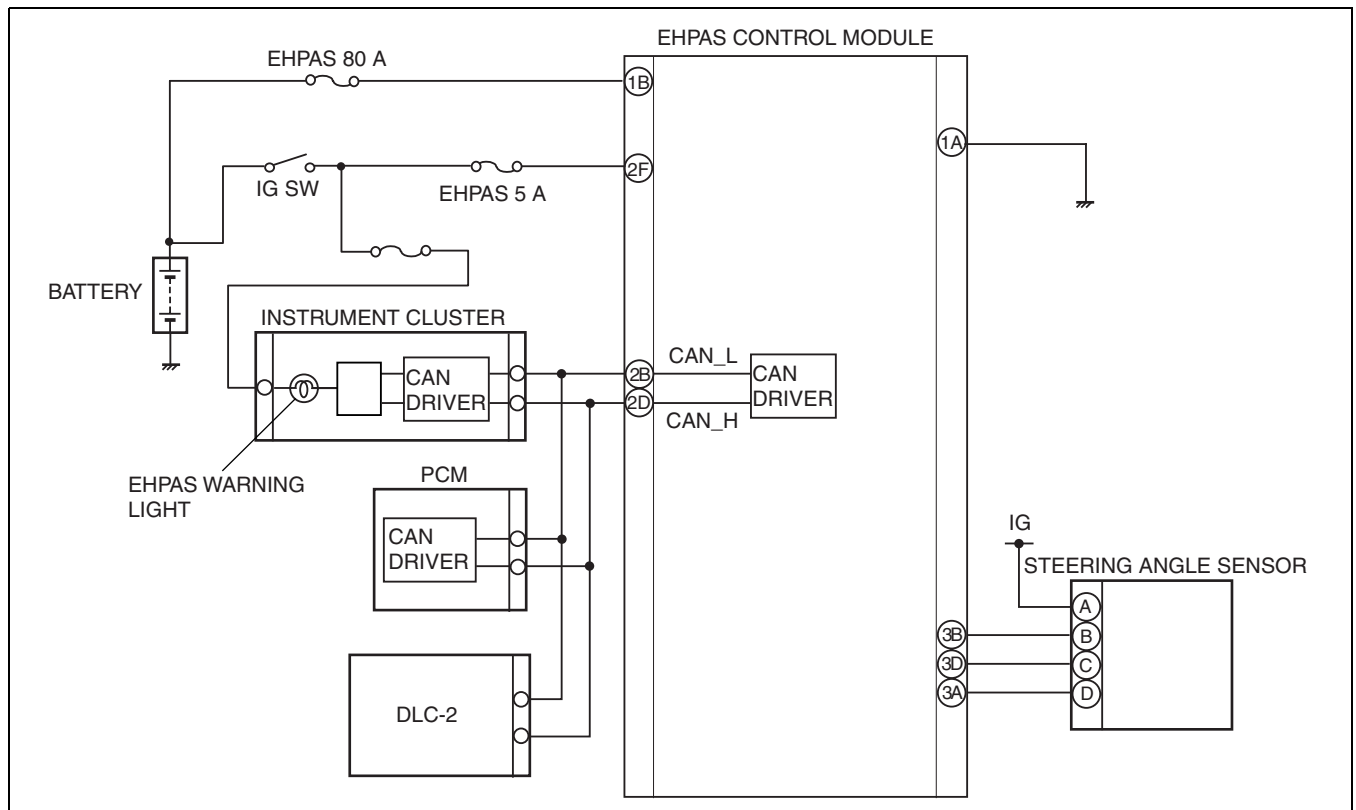 EHPAS CONTROL MODULE
EHPAS 80 A
1B
1A
IG SW
EHPAS 5 A
2F
BATTERY
INSTRUMENT CLUSTER
CAN
DRIVER
2B
CAN_L
2D
CAN_H
CAN
DRIVER
EHPAS WARNING
LIGHT
PCM
CAN
DRIVER
DLC-2
IG
STEERING ANGLE SENSOR
A
3B
B
3D
C
3A
D